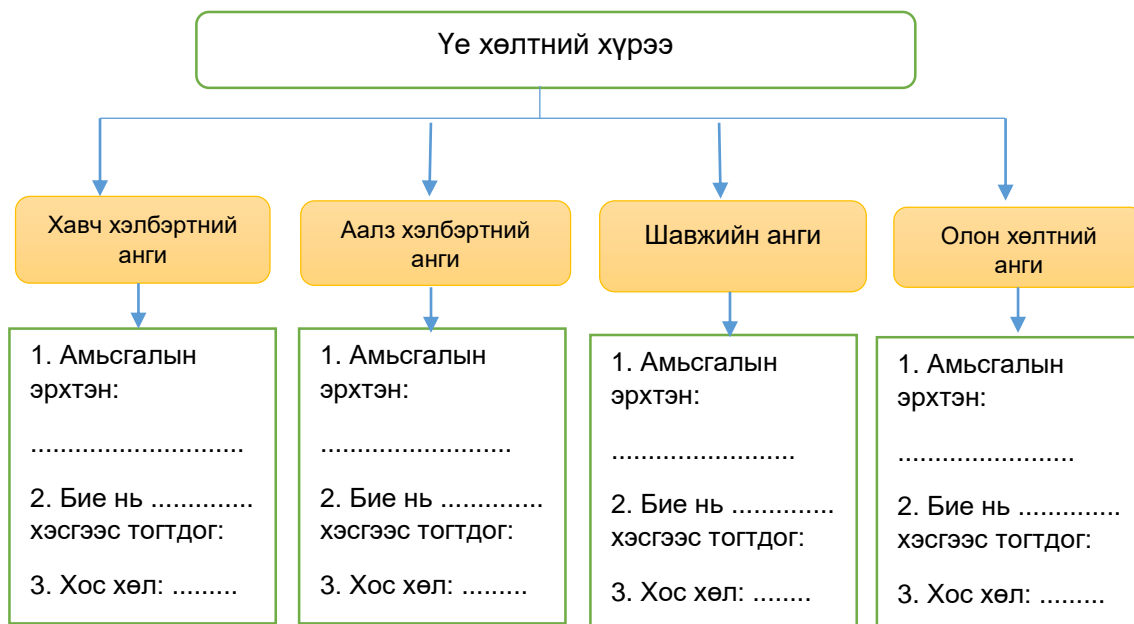 Үе хөлтний хүрээ
Хавч хэлбэртний
анги
Аалз хэлбэртний
анги
Шавжийн анги
Олон хөлтний
анги
1. Амьсгалын
эрхтэн:
............................
2. Бие нь ..............
хэсгээс тогтдог:
3. Хос хөл: .........
1. Амьсгалын
эрхтэн:
.........................
2. Бие нь ..............
хэсгээс тогтдог:
3. Хос хөл: .........
1. Амьсгалын
эрхтэн:
........................
2. Бие нь ..............
хэсгээс тогтдог:
3. Хос хөл: ........
1. Амьсгалын
эрхтэн:
.......................
2. Бие нь ..............
хэсгээс тогтдог:
3. Хос хөл: .........